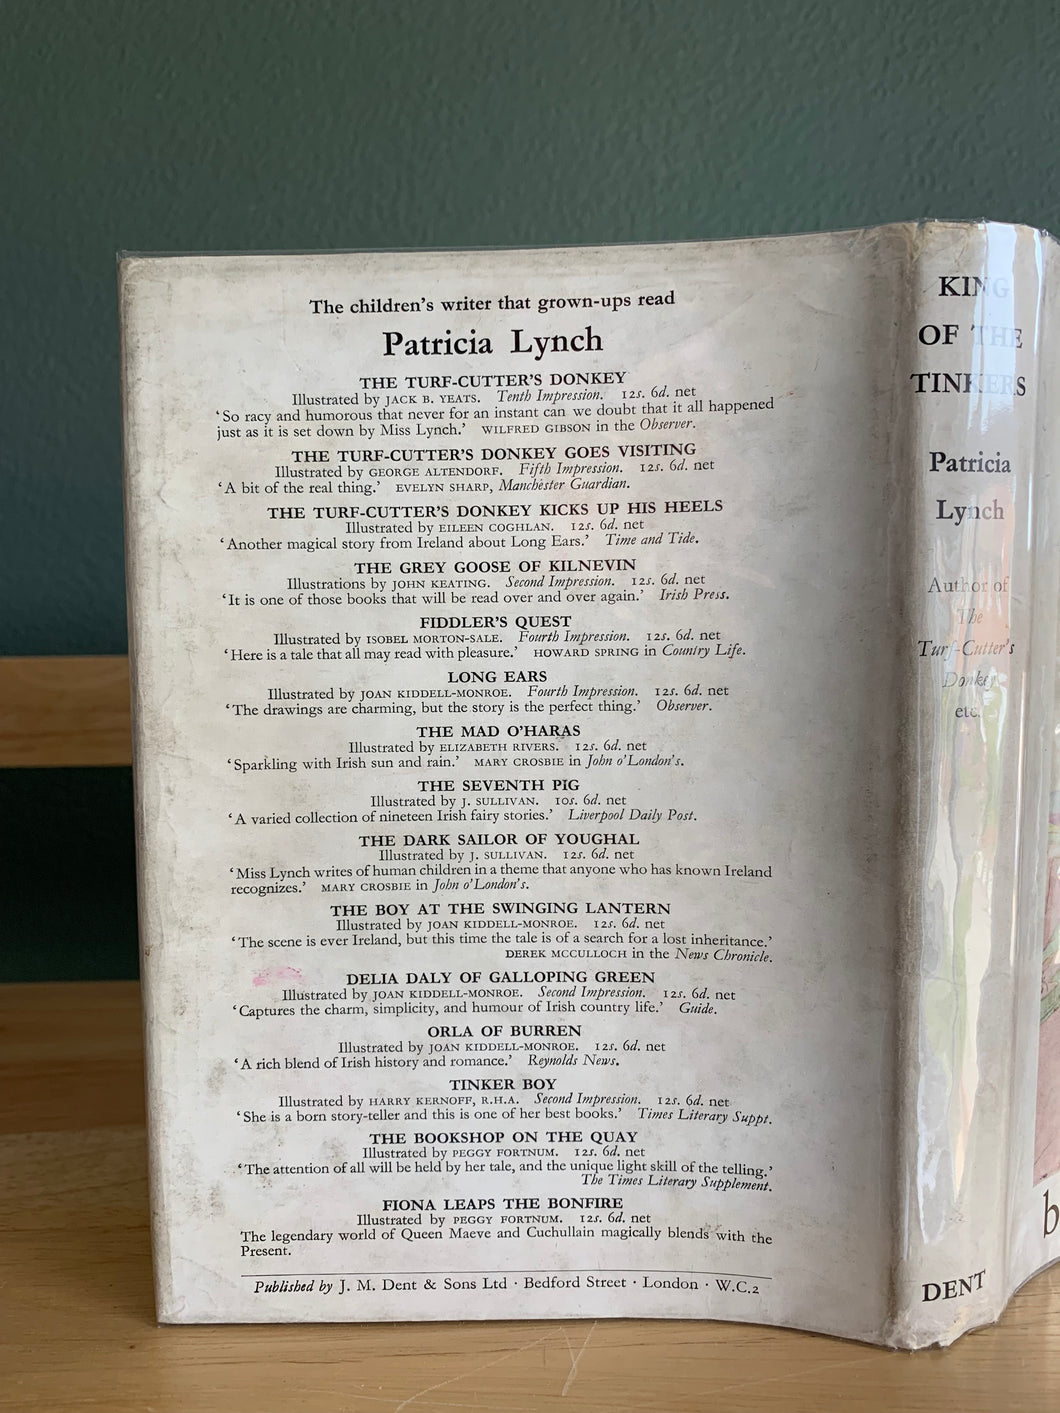 The children's writer that grown-ups read
Patricia Lynch
THE TURF-CUTTER'S DONKEY
Illustrated by JACK B. YEATS. Tenth Impression. 12s. 6d. net
'So racy and humorous that never for an instant can we doubt that it all happened
just as it is set down by Miss Lynch.' WILFRED GIBSON in the Observer.
THE TURF-CUTTER'S DONKEY GOES VISITING
Illustrated by GEORGE ALTENDORF. Fifth Impression. 12s. 6d. net
'A bit of the real thing.' EVELYN SHARP, Manchester Guardian.
THE TURF-CUTTER'S DONKEY KICKS UP HIS HEELS
Illustrated by EILEEN COGHLAN. 12s. 6d. net
'Another magical story from Ireland about Long Ears.' Time and Tide.
THE GREY GOOSE OF KILNEVIN
Illustrations by JOHN KEATING. Second Impression. 12s. 6d. net
'It is one of those books that will be read over and over again.' Irish Press.
FIDDLER'S QUEST
Illustrated by ISOBEL MORTON-SALE. Fourth Impression. 12s. 6d. net
'Here is a tale that all may read with pleasure.' HOWARD SPRING in Country Life.
LONG EARS
Illustrated by JOAN KIDDELL-MONROE. Fourth Impression. 12s. 6d. net
'The drawings are charming, but the story is the perfect thing.' Observer.
THE MAD O'HARAS
Illustrated by ELIZABETH RIVERS. 12s. 6d. net
'Sparkling with Irish sun and rain.' MARY CROSBIE in John o'London's.
THE SEVENTH PIG
Illustrated by J. SULLIVAN. 10s. 6d. net
'A varied collection of nineteen Irish fairy stories.' Liverpool Daily Post.
THE DARK SAILOR OF YOUGHAL
Illustrated by J. SULLIVAN. 12s. 6d. net
'Miss Lynch writes of human children in a theme that anyone who has known Ireland
recognizes.' MARY CROSBIE in John o'London's.
THE BOY AT THE SWINGING LANTERN
Illustrated by JOAN KIDDELL-MONROE. 12s. 6d. net
'The scene is ever Ireland, but this time the tale is of a search for a lost inheritance.'
DEREK MCCULLOCH in the News Chronicle.
DELIA DALY OF GALLOPING GREEN
Illustrated by JOAN KIDDELL-MONROE. Second Impression. 12s. 6d. net
'Captures the charm, simplicity, and humour of Irish country life.' Guide.
ORLA OF BURREN
Illustrated by JOAN KIDDELL-MONROE. 12s. 6d. net
'A rich blend of Irish history and romance.' Reynolds News.
TINKER BOY
Illustrated by HARRY KERNOFF, R.H.A. Second Impression. 12s. 6d. net
'She is a born story-teller and this is one of her best books.' Times Literary Suppt.
THE BOOKSHOP ON THE QUAY
Illustrated by PEGGY FORTNUM. 12s. 6d. net
'The attention of all will be held by her tale, and the unique light skill of the telling.'
The Times Literary Supplement.
FIONA LEAPS THE BONFIRE
Illustrated by PEGGY FORTNUM. 12s. 6d. net
The legendary world of Queen Maeve and Cuchullain magically blends with the
Present.
Published by J. M. Dent & Sons Ltd · Bedford Street · London · W.C.2
KING
OF THE
TINKERS
Patricia
Lynch
Author of
The
Turf-Cutter's
Donkey
etc.
DENT
b